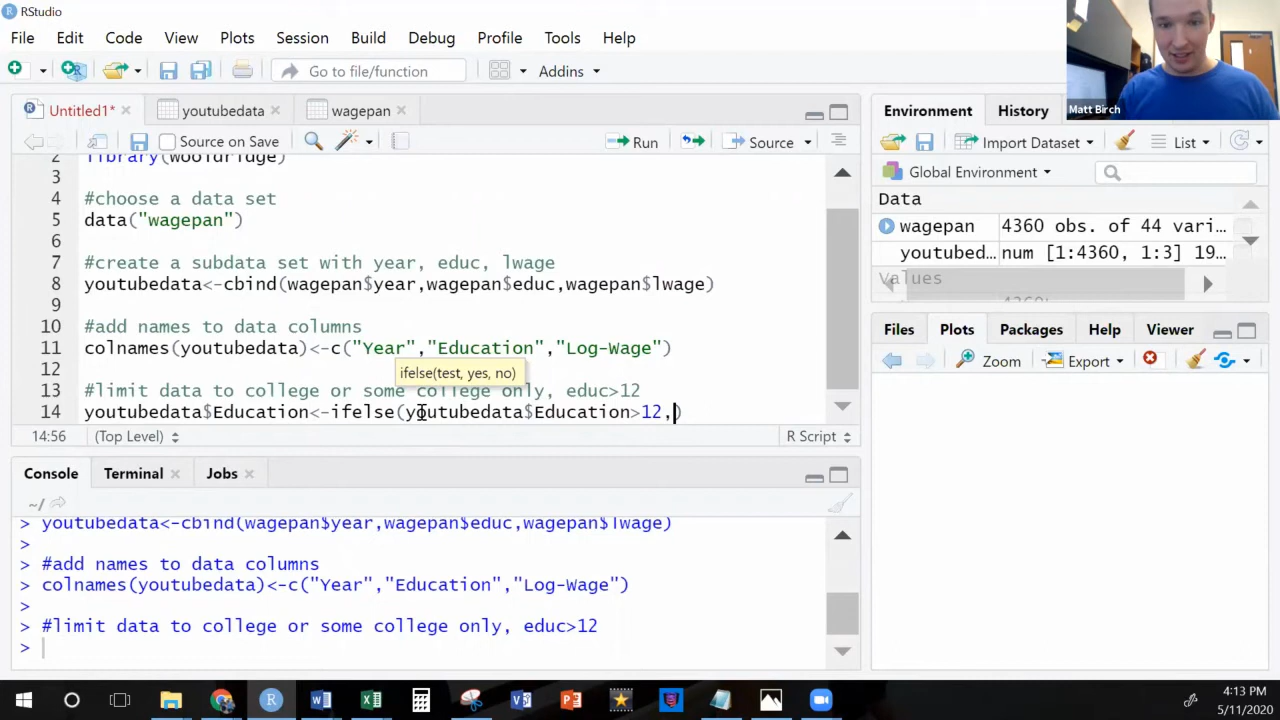 RStudio
File Edit Code View Plots Session Build Debug Profile Tools Help
Go to file/function
Addins
Matt Birch
Untitled1* youtubedata wagepan
Source on Save Run Source
2 library(wooldridge)
3
4 #choose a data set
5 data("wagepan")
6
7 #create a subdata set with year, educ, lwage
8 youtubedata<-cbind(wagepan$year,wagepan$educ,wagepan$lwage)
9
10 #add names to data columns
11 colnames(youtubedata)<-c("Year","Education","Log-Wage")
12
ifelse(test, yes, no)
13 #limit data to college or some college only, educ>12
14 youtubedata$Education<-ifelse(youtubedata$Education>12,)
14:56 (Top Level) R Script
Console Terminal Jobs
~/
> youtubedata<-cbind(wagepan$year,wagepan$educ,wagepan$lwage)
>
> #add names to data columns
> colnames(youtubedata)<-c("Year","Education","Log-Wage")
>
> #limit data to college or some college only, educ>12
>
Environment History
Import Dataset List
Global Environment
Data
wagepan 4360 obs. of 44 vari…
youtubed… num [1:4360, 1:3] 19…
Values
Files Plots Packages Help Viewer
Zoom Export
4:13 PM
5/11/2020